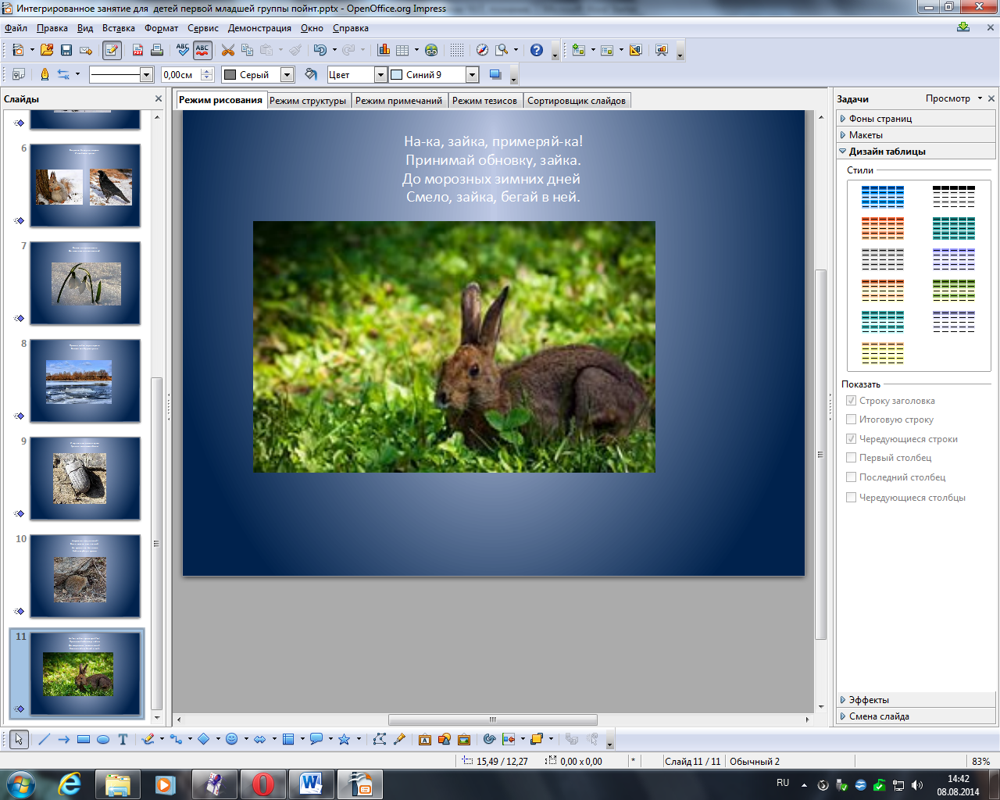 Интегрированное занятие для  детей первой младшей группы пойнт.pptx - OpenOffice.org Impress
Файл Правка Вид Вставка Формат Сервис Демонстрация Окно Справка
0,00см Серый Цвет Синий 9
Слайды
Режим рисования Режим структуры Режим примечаний Режим тезисов Сортировщик слайдов
Задачи Просмотр
6
7
8
9
10
11
На-ка, зайка, примеряй-ка!
Принимай обновку, зайка.
До морозных зимних дней
Смело, зайка, бегай в ней.
Фоны страниц
Макеты
Дизайн таблицы
Стили
Показать
Строку заголовка
Итоговую строку
Чередующиеся строки
Первый столбец
Последний столбец
Чередующиеся столбцы
Эффекты
Смена слайда
15,49 / 12,27 0,00 x 0,00 * Слайд 11 / 11 Обычный 2 83%
RU 14:42
08.08.2014